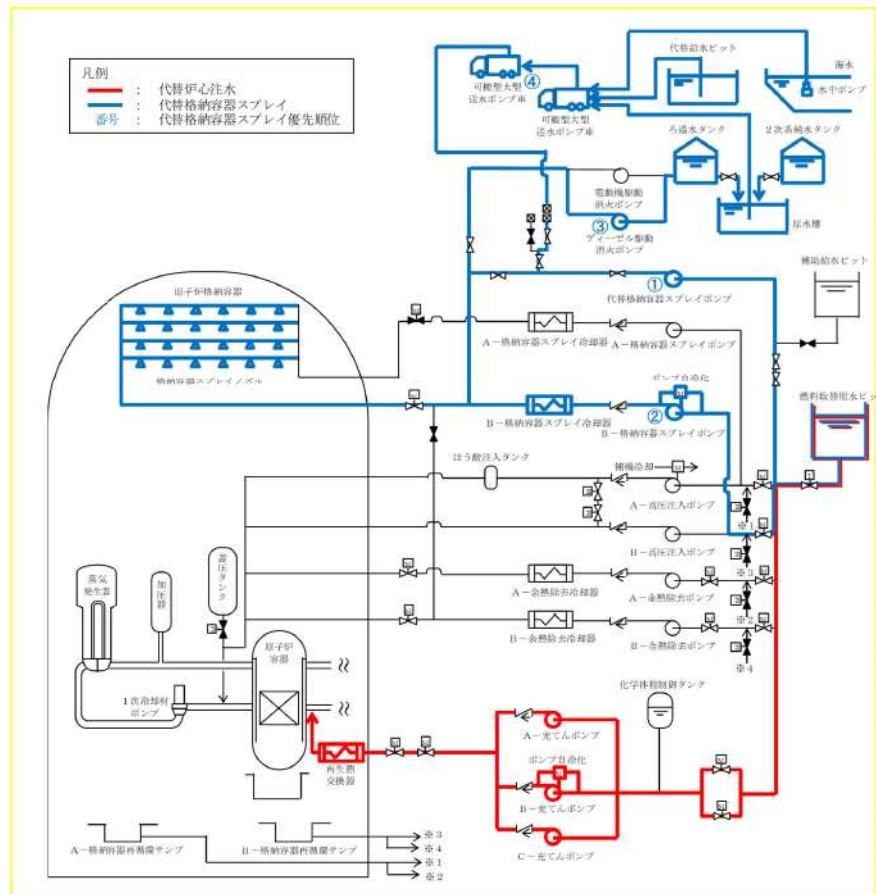 凡例
： 代替炉心注水
： 代替格納容器スプレイ
番号 ： 代替格納容器スプレイ優先順位
④
可搬型大型
送水ポンプ車
可搬型大型
送水ポンプ車
代替給水ピット
海水
水中ポンプ
ろ過水タンク
2次系純水タンク
電動機駆動
消火ポンプ
③
ディーゼル駆動
消火ポンプ
原水槽
①
代替格納容器スプレイポンプ
補助給水ピット
原子炉格納容器
格納容器スプレイノズル
A－格納容器スプレイ冷却器
A－格納容器スプレイポンプ
ポンプ自冷化
②
B－格納容器スプレイ冷却器
B－格納容器スプレイポンプ
燃料取替用水ピット
ほう酸注入タンク
補機冷却
A－高圧注入ポンプ
※1
B－高圧注入ポンプ
※3
A－余熱除去冷却器
A－余熱除去ポンプ
※2
B－余熱除去冷却器
B－余熱除去ポンプ
※4
蒸気
発生器
加圧器
蓄圧タンク
原子炉
容器
1次冷却材
ポンプ
再生熱
交換器
化学体積制御タンク
A－充てんポンプ
ポンプ自冷化
B－充てんポンプ
C－充てんポンプ
A－格納容器再循環サンプ
B－格納容器再循環サンプ
※3
※4
※1
※2